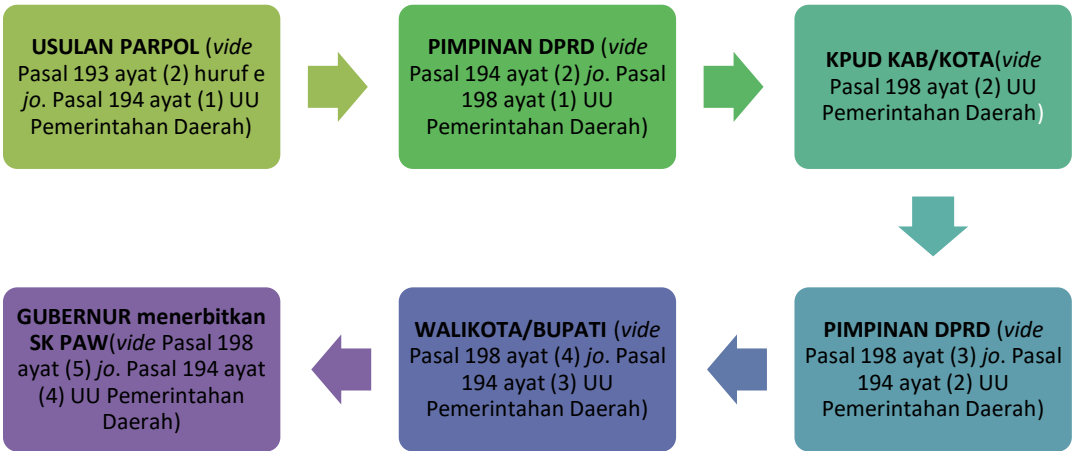 USULAN PARPOL (vide
Pasal 193 ayat (2) huruf e
jo. Pasal 194 ayat (1) UU
Pemerintahan Daerah)
PIMPINAN DPRD (vide
Pasal 194 ayat (2) jo. Pasal
198 ayat (1) UU
Pemerintahan Daerah)
KPUD KAB/KOTA(vide
Pasal 198 ayat (2) UU
Pemerintahan Daerah)
PIMPINAN DPRD (vide
Pasal 198 ayat (3) jo. Pasal
194 ayat (2) UU
Pemerintahan Daerah)
WALIKOTA/BUPATI (vide
Pasal 198 ayat (4) jo. Pasal
194 ayat (3) UU
Pemerintahan Daerah)
GUBERNUR menerbitkan
SK PAW(vide Pasal 198
ayat (5) jo. Pasal 194 ayat
(4) UU Pemerintahan
Daerah)